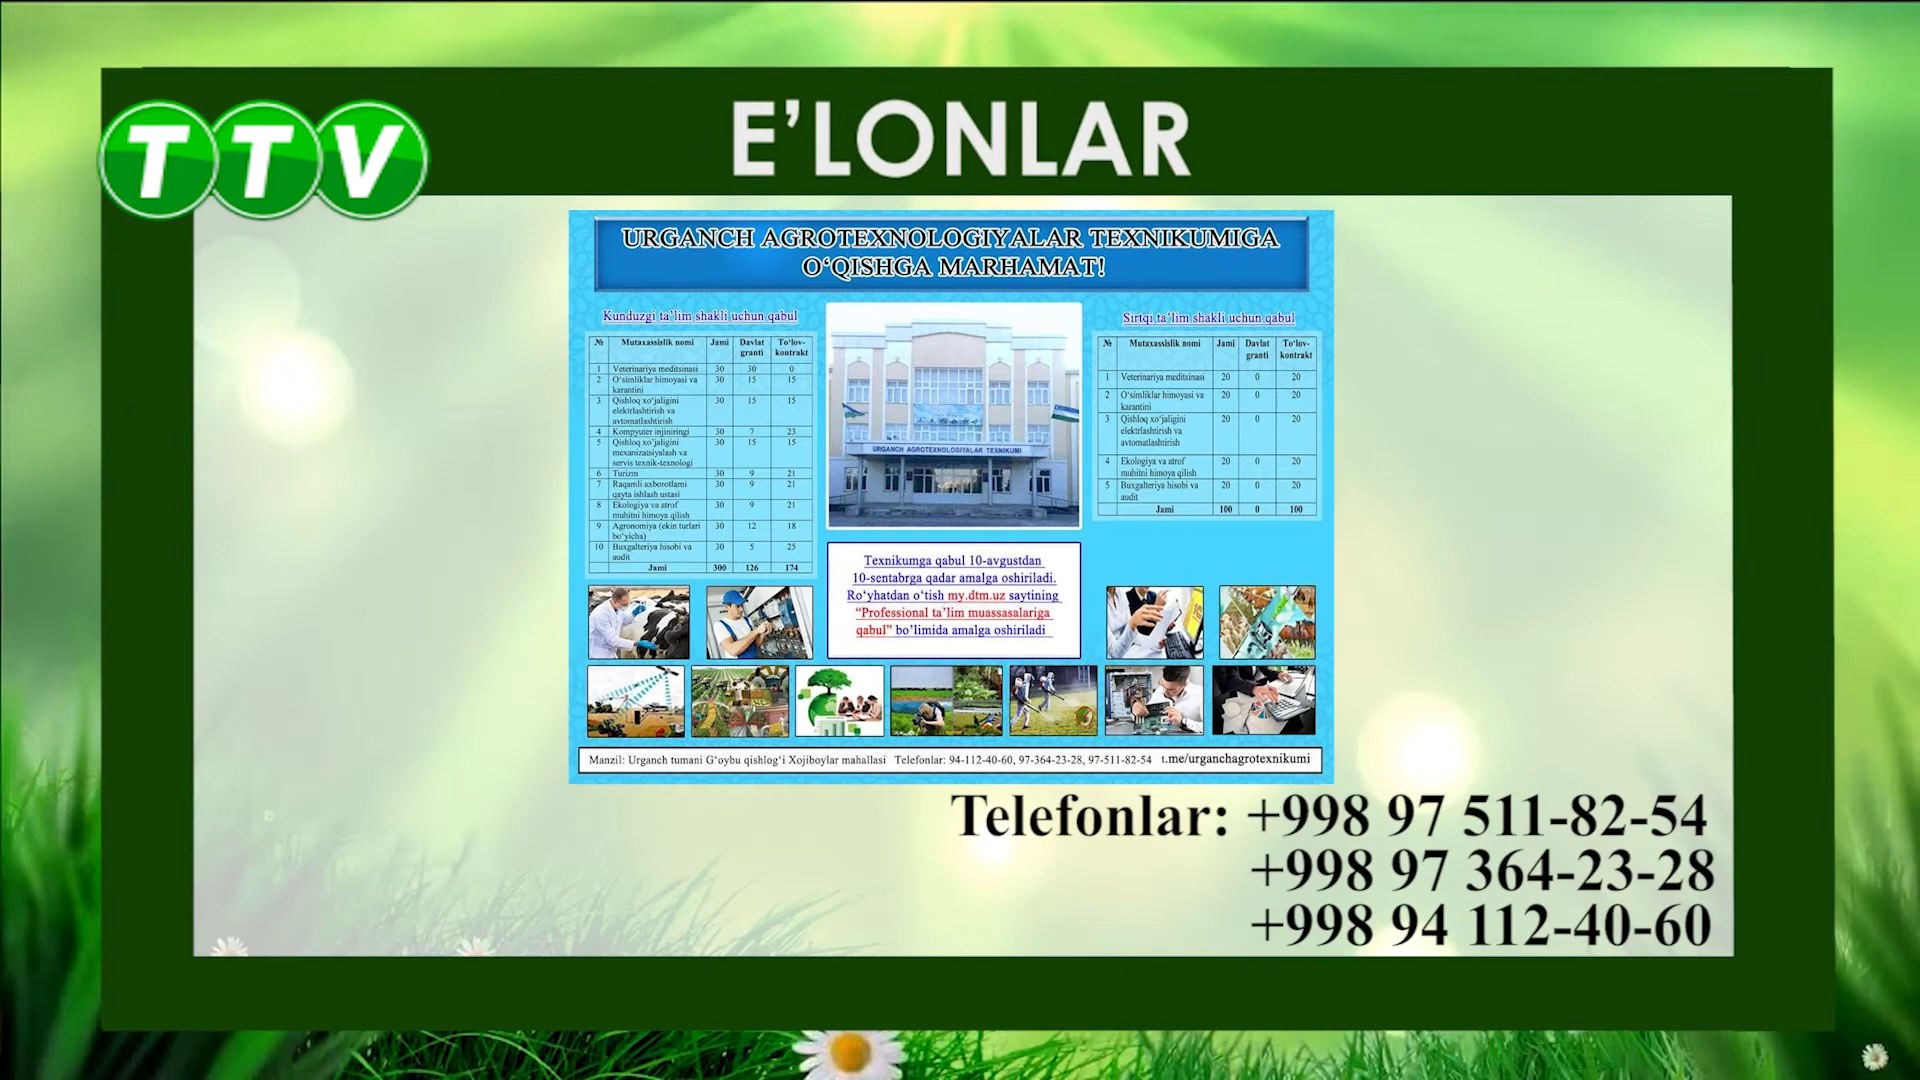 TTV
E’LONLAR
URGANCH AGROTEXNOLOGIYALAR TEXNIKUMIGA
O‘QISHGA MARHAMAT!
Kunduzgi ta’lim shakli uchun qabul
№ Mutaxassislik nomi Jami Davlat granti To‘lov-kontrakt
1 Veterinariya meditsinasi 30 30 0
2 O‘simliklar himoyasi va karantini 30 15 15
3 Qishloq xo‘jaligini elektrlashtirish va avtomatlashtirish 30 15 15
4 Kompyuter injiniringi 30 7 23
5 Qishloq xo‘jaligini mexanizatsiyalash va servis texnik-texnologi 30 15 15
6 Turizm 30 9 21
7 Raqamli axborotlarni qayta ishlash ustasi 30 9 21
8 Ekologiya va atrof muhitni himoya qilish 30 9 21
9 Agronomiya (ekin turlari bo‘yicha) 30 12 18
10 Buxgalteriya hisobi va audit 30 5 25
Jami 300 126 174
URGANCH AGROTEXNOLOGIYALAR TEXNIKUMI
Texnikumga qabul 10-avgustdan
10-sentabrga qadar amalga oshiriladi.
Ro‘yhatdan o‘tish my.dtm.uz saytining
“Professional ta’lim muassasalariga
qabul” bo’limida amalga oshiriladi
Sirtqi ta’lim shakli uchun qabul
№ Mutaxassislik nomi Jami Davlat granti To‘lov-kontrakt
1 Veterinariya meditsinasi 20 0 20
2 O‘simliklar himoyasi va karantini 20 0 20
3 Qishloq xo‘jaligini elektrlashtirish va avtomatlashtirish 20 0 20
4 Ekologiya va atrof muhitni himoya qilish 20 0 20
5 Buxgalteriya hisobi va audit 20 0 20
Jami 100 0 100
Manzil: Urganch tumani G‘oybu qishlog‘i Xojiboylar mahallasi Telefonlar: 94-112-40-60, 97-364-23-28, 97-511-82-54 t.me/urganchagrotexnikumi
Telefonlar: +998 97 511-82-54
+998 97 364-23-28
+998 94 112-40-60